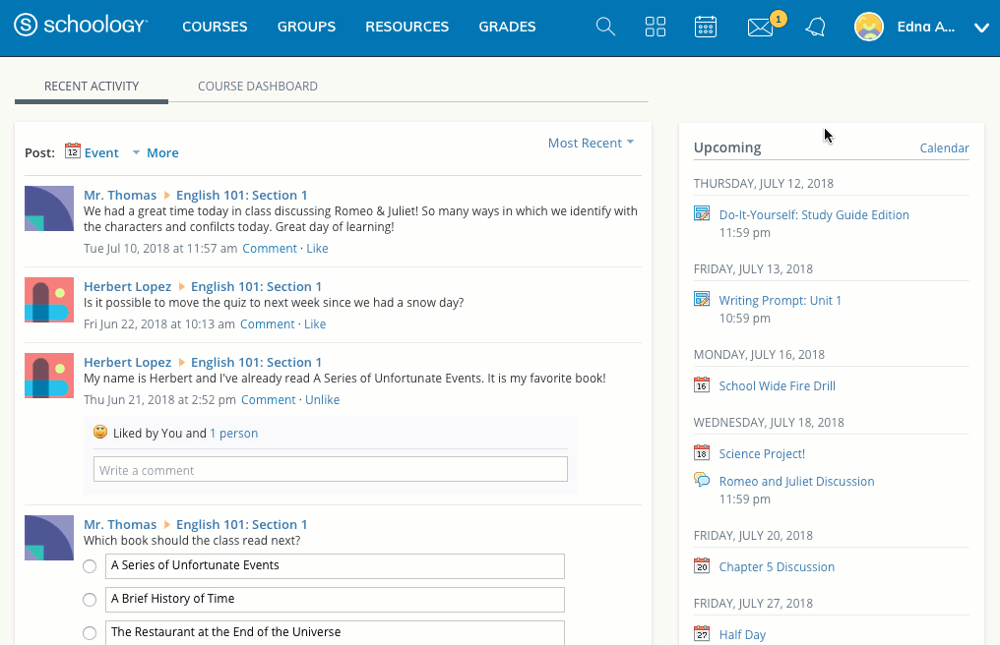 S schoology
COURSES GROUPS RESOURCES GRADES 1 Edna A...
RECENT ACTIVITY COURSE DASHBOARD
Post: 12 Event More
Most Recent
Mr. Thomas English 101: Section 1
We had a great time today in class discussing Romeo & Juliet! So many ways in which we identify with
the characters and confilcts today. Great day of learning!
Tue Jul 10, 2018 at 11:57 am Comment · Like
Herbert Lopez English 101: Section 1
Is it possible to move the quiz to next week since we had a snow day?
Fri Jun 22, 2018 at 10:13 am Comment · Like
Herbert Lopez English 101: Section 1
My name is Herbert and I've already read A Series of Unfortunate Events. It is my favorite book!
Thu Jun 21, 2018 at 2:52 pm Comment · Unlike
Liked by You and 1 person
Write a comment
Mr. Thomas English 101: Section 1
Which book should the class read next?
A Series of Unfortunate Events
A Brief History of Time
The Restaurant at the End of the Universe
Upcoming Calendar
THURSDAY, JULY 12, 2018
Do-It-Yourself: Study Guide Edition
11:59 pm
FRIDAY, JULY 13, 2018
Writing Prompt: Unit 1
10:59 pm
MONDAY, JULY 16, 2018
16 School Wide Fire Drill
WEDNESDAY, JULY 18, 2018
18 Science Project!
Romeo and Juliet Discussion
11:59 pm
FRIDAY, JULY 20, 2018
20 Chapter 5 Discussion
FRIDAY, JULY 27, 2018
27 Half Day